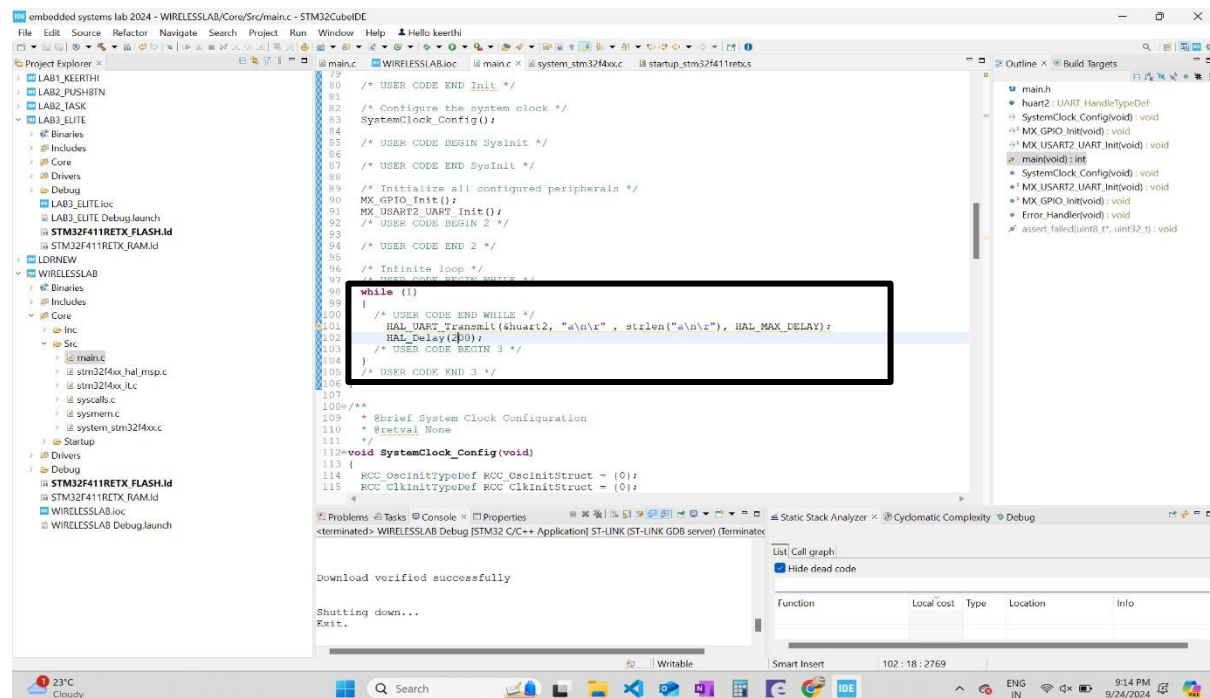 embedded systems lab 2024 - WIRELESSLAB/Core/Src/main.c - STM32CubeIDE
File Edit Source Refactor Navigate Search Project Run Window Help Hello keerthi
Project Explorer
LAB1_KEERTHI
LAB2_PUSHBTN
LAB2_TASK
LAB3_ELITE
Binaries
Includes
Core
Drivers
Debug
LAB3_ELITE.ioc
LAB3_ELITE Debug.launch
STM32F411RETX_FLASH.ld
STM32F411RETX_RAM.ld
LDRNEW
WIRELESSLAB
Binaries
Includes
Core
Inc
Src
main.c
stm32f4xx_hal_msp.c
stm32f4xx_it.c
syscalls.c
sysmem.c
system_stm32f4xx.c
Startup
Drivers
Debug
STM32F411RETX_FLASH.ld
STM32F411RETX_RAM.ld
WIRELESSLAB.ioc
WIRELESSLAB Debug.launch
main.c WIRELESSLAB.ioc main.c system_stm32f4xx.c startup_stm32f411retx.s
79
80 /* USER CODE END Init */
81
82 /* Configure the system clock */
83 SystemClock_Config();
84
85 /* USER CODE BEGIN SysInit */
86
87 /* USER CODE END SysInit */
88
89 /* Initialize all configured peripherals */
90 MX_GPIO_Init();
91 MX_USART2_UART_Init();
92 /* USER CODE BEGIN 2 */
93
94 /* USER CODE END 2 */
95
96 /* Infinite loop */
97 /* USER CODE BEGIN WHILE */
98 while (1)
99 {
100 /* USER CODE END WHILE */
101 HAL_UART_Transmit(&huart2, "a\n\r" , strlen("a\n\r"), HAL_MAX_DELAY);
102 HAL_Delay(200);
103 /* USER CODE BEGIN 3 */
104 }
105 /* USER CODE END 3 */
106
107
108 /**
109 * @brief System Clock Configuration
110 * @retval None
111 */
112 void SystemClock_Config(void)
113 {
114 RCC_OscInitTypeDef RCC_OscInitStruct = {0};
115 RCC_ClkInitTypeDef RCC_ClkInitStruct = {0};
Outline Build Targets
main.h
huart2 : UART_HandleTypeDef
SystemClock_Config(void) : void
MX_GPIO_Init(void) : void
MX_USART2_UART_Init(void) : void
main(void) : int
SystemClock_Config(void) : void
MX_USART2_UART_Init(void) : void
MX_GPIO_Init(void) : void
Error_Handler(void) : void
assert_failed(uint8_t*, uint32_t) : void
Problems Tasks Console Properties
<terminated> WIRELESSLAB Debug [STM32 C/C++ Application] ST-LINK (ST-LINK GDB server) (Terminated
Download verified successfully
Shutting down...
Exit.
Static Stack Analyzer Cyclomatic Complexity Debug
List Call graph
Hide dead code
Function Local cost Type Location Info
Writable Smart Insert 102 : 18 : 2769
1
23°C
Cloudy
Search
IDE
ENG
IN
9:14 PM
9/24/2024